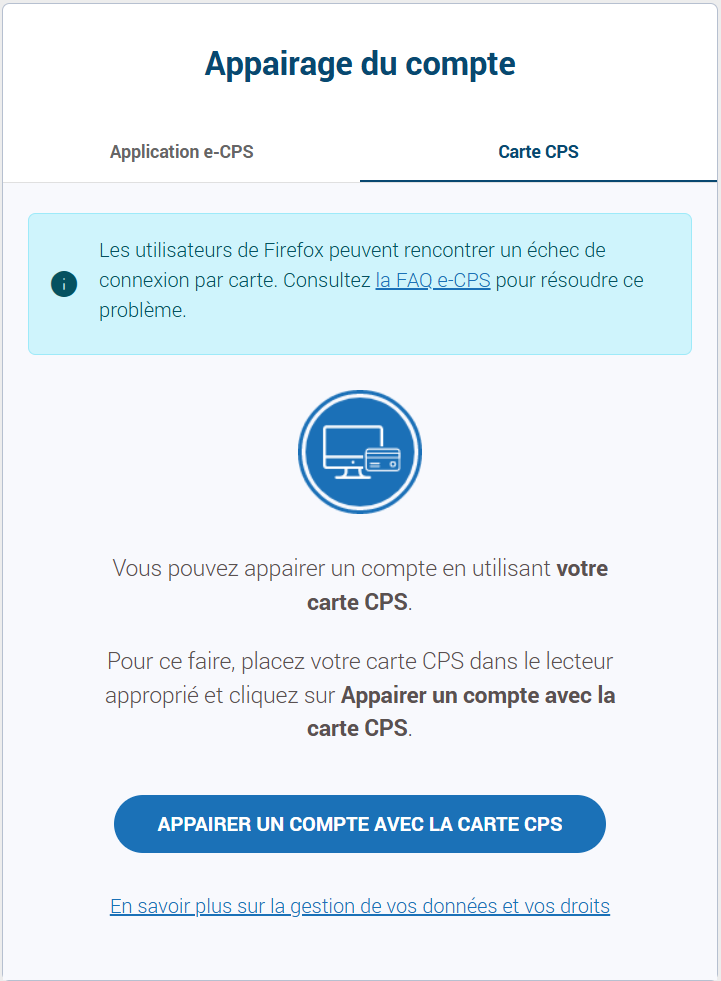 Appairage du compte
Application e-CPS
Carte CPS
Les utilisateurs de Firefox peuvent rencontrer un échec de
connexion par carte. Consultez la FAQ e-CPS pour résoudre ce
problème.
Vous pouvez appairer un compte en utilisant votre
carte CPS.
Pour ce faire, placez votre carte CPS dans le lecteur
approprié et cliquez sur Appairer un compte avec la
carte CPS.
APPAIRER UN COMPTE AVEC LA CARTE CPS
En savoir plus sur la gestion de vos données et vos droits